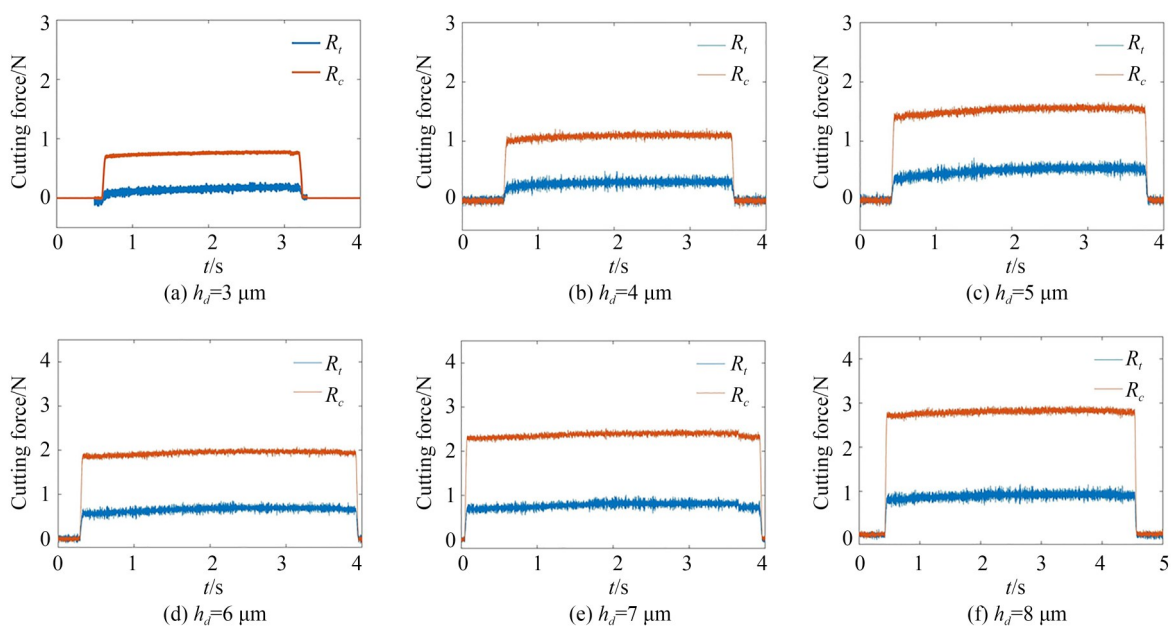 3
2
1
0
Cutting force/N
R_t
R_c
0 1 2 3 4
t/s
(a) h_d=3 μm
3
2
1
0
Cutting force/N
R_t
R_c
0 1 2 3 4
t/s
(b) h_d=4 μm
3
2
1
0
Cutting force/N
R_t
R_c
0 1 2 3 4
t/s
(c) h_d=5 μm
4
3
2
1
0
Cutting force/N
R_t
R_c
0 1 2 3 4
t/s
(d) h_d=6 μm
4
3
2
1
0
Cutting force/N
R_t
R_c
0 1 2 3 4
t/s
(e) h_d=7 μm
4
3
2
1
0
Cutting force/N
R_t
R_c
0 1 2 3 4 5
t/s
(f) h_d=8 μm